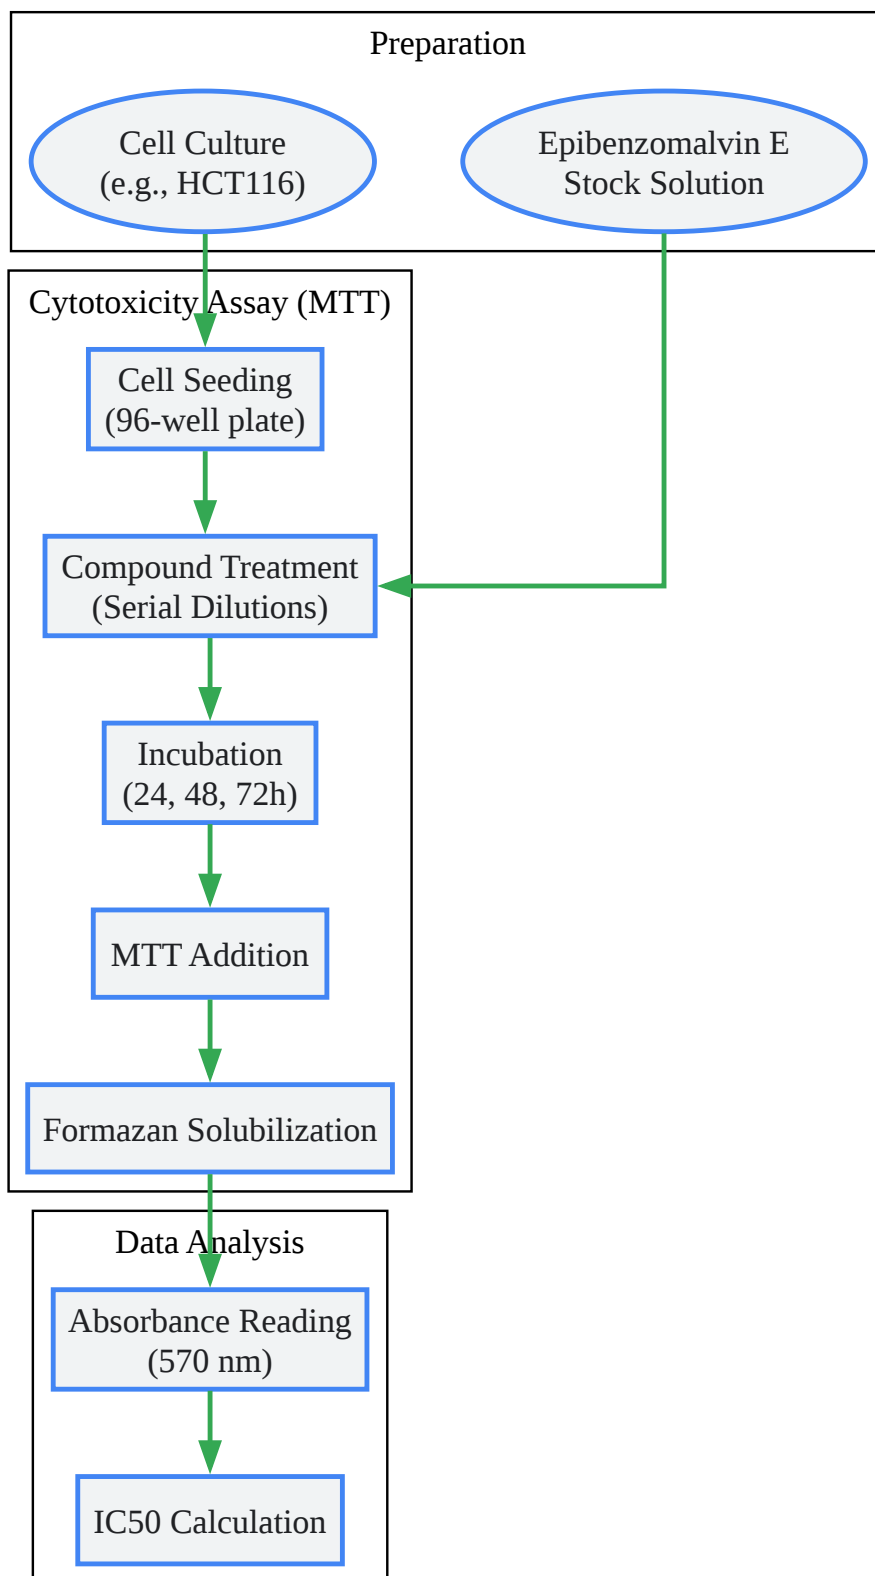 Preparation
Cell Culture
(e.g., HCT116)
Epibenzomalvin E
Stock Solution
Cytotoxicity Assay (MTT)
Cell Seeding
(96-well plate)
Compound Treatment
(Serial Dilutions)
Incubation
(24, 48, 72h)
MTT Addition
Formazan Solubilization
Data Analysis
Absorbance Reading
(570 nm)
IC50 Calculation